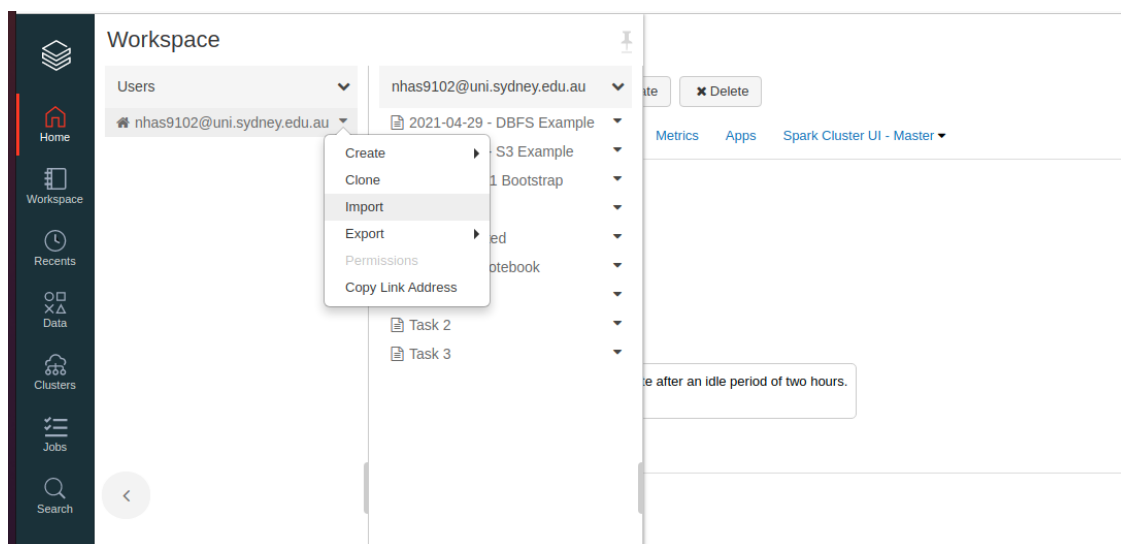 Workspace
Users
nhas9102@uni.sydney.edu.au
nhas9102@uni.sydney.edu.au
2021-04-29 - DBFS Example
- S3 Example
1 Bootstrap
ed
otebook
Task 2
Task 3
Create
Clone
Import
Export
Permissions
Copy Link Address
Home
Workspace
Recents
Data
Clusters
Jobs
Search
te
Delete
Metrics Apps Spark Cluster UI - Master
te after an idle period of two hours.